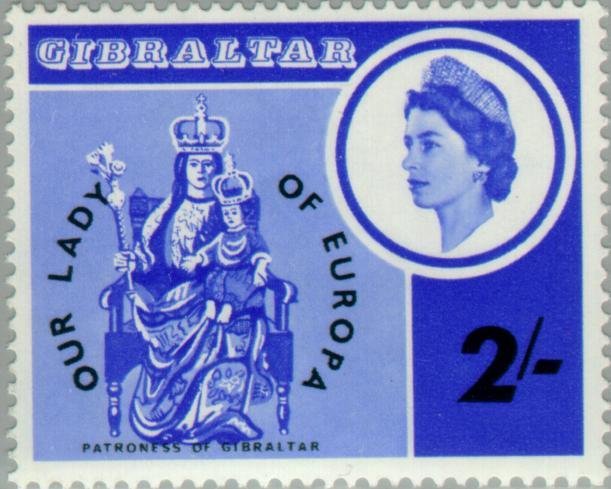 GIBRALTAR
OUR LADY OF EUROPA
2/-
PATRONESS OF GIBRALTAR